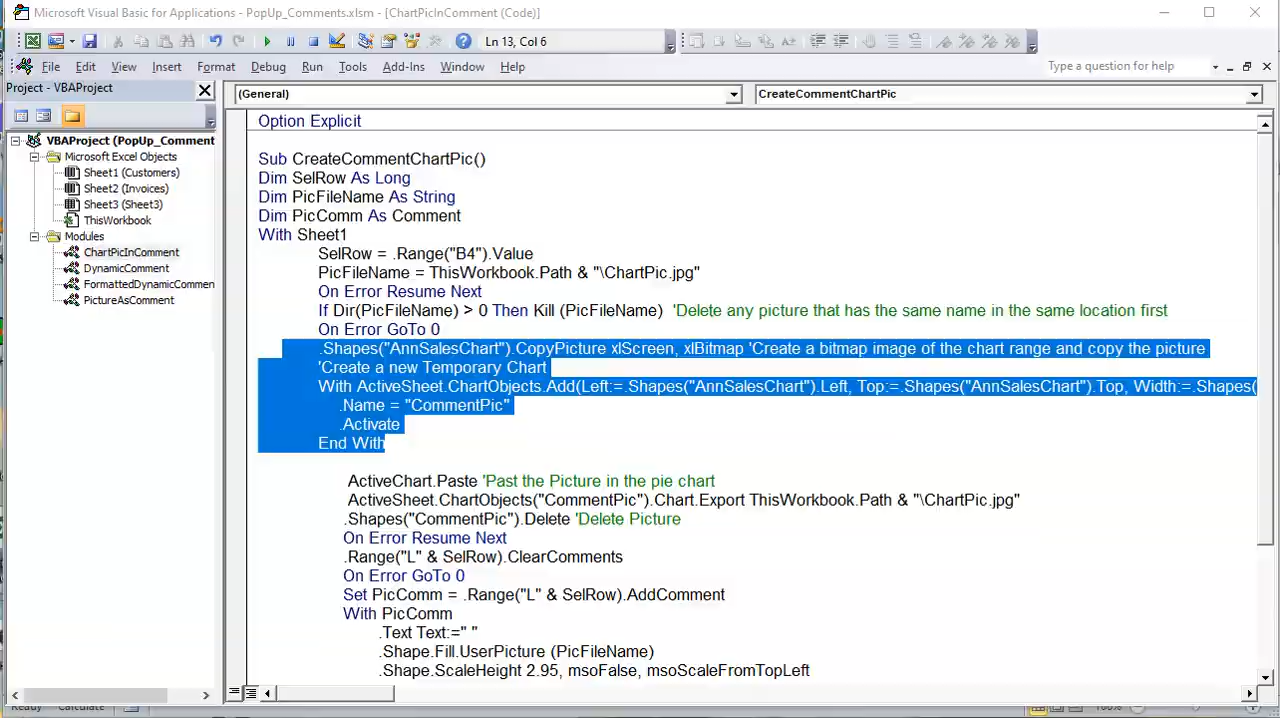 Microsoft Visual Basic for Applications - PopUp_Comments.xlsm - [ChartPicInComment (Code)]
Ln 13, Col 6
File Edit View Insert Format Debug Run Tools Add-Ins Window Help
Type a question for help
Project - VBAProject
(General)
CreateCommentChartPic
VBAProject (PopUp_Comment
Microsoft Excel Objects
Sheet1 (Customers)
Sheet2 (Invoices)
Sheet3 (Sheet3)
ThisWorkbook
Modules
ChartPicInComment
DynamicComment
FormattedDynamicCommen
PictureAsComment
Option Explicit
Sub CreateCommentChartPic()
Dim SelRow As Long
Dim PicFileName As String
Dim PicComm As Comment
With Sheet1
SelRow = .Range("B4").Value
PicFileName = ThisWorkbook.Path & "\ChartPic.jpg"
On Error Resume Next
If Dir(PicFileName) > 0 Then Kill (PicFileName) 'Delete any picture that has the same name in the same location first
On Error GoTo 0
.Shapes("AnnSalesChart").CopyPicture xlScreen, xlBitmap 'Create a bitmap image of the chart range and copy the picture
'Create a new Temporary Chart
With ActiveSheet.ChartObjects.Add(Left:=.Shapes("AnnSalesChart").Left, Top:=.Shapes("AnnSalesChart").Top, Width:=.Shapes(
.Name = "CommentPic"
.Activate
End With
ActiveChart.Paste 'Past the Picture in the pie chart
ActiveSheet.ChartObjects("CommentPic").Chart.Export ThisWorkbook.Path & "\ChartPic.jpg"
.Shapes("CommentPic").Delete 'Delete Picture
On Error Resume Next
.Range("L" & SelRow).ClearComments
On Error GoTo 0
Set PicComm = .Range("L" & SelRow).AddComment
With PicComm
.Text Text:=" "
.Shape.Fill.UserPicture (PicFileName)
.Shape.ScaleHeight 2.95, msoFalse, msoScaleFromTopLeft
Ready Calculate
100%